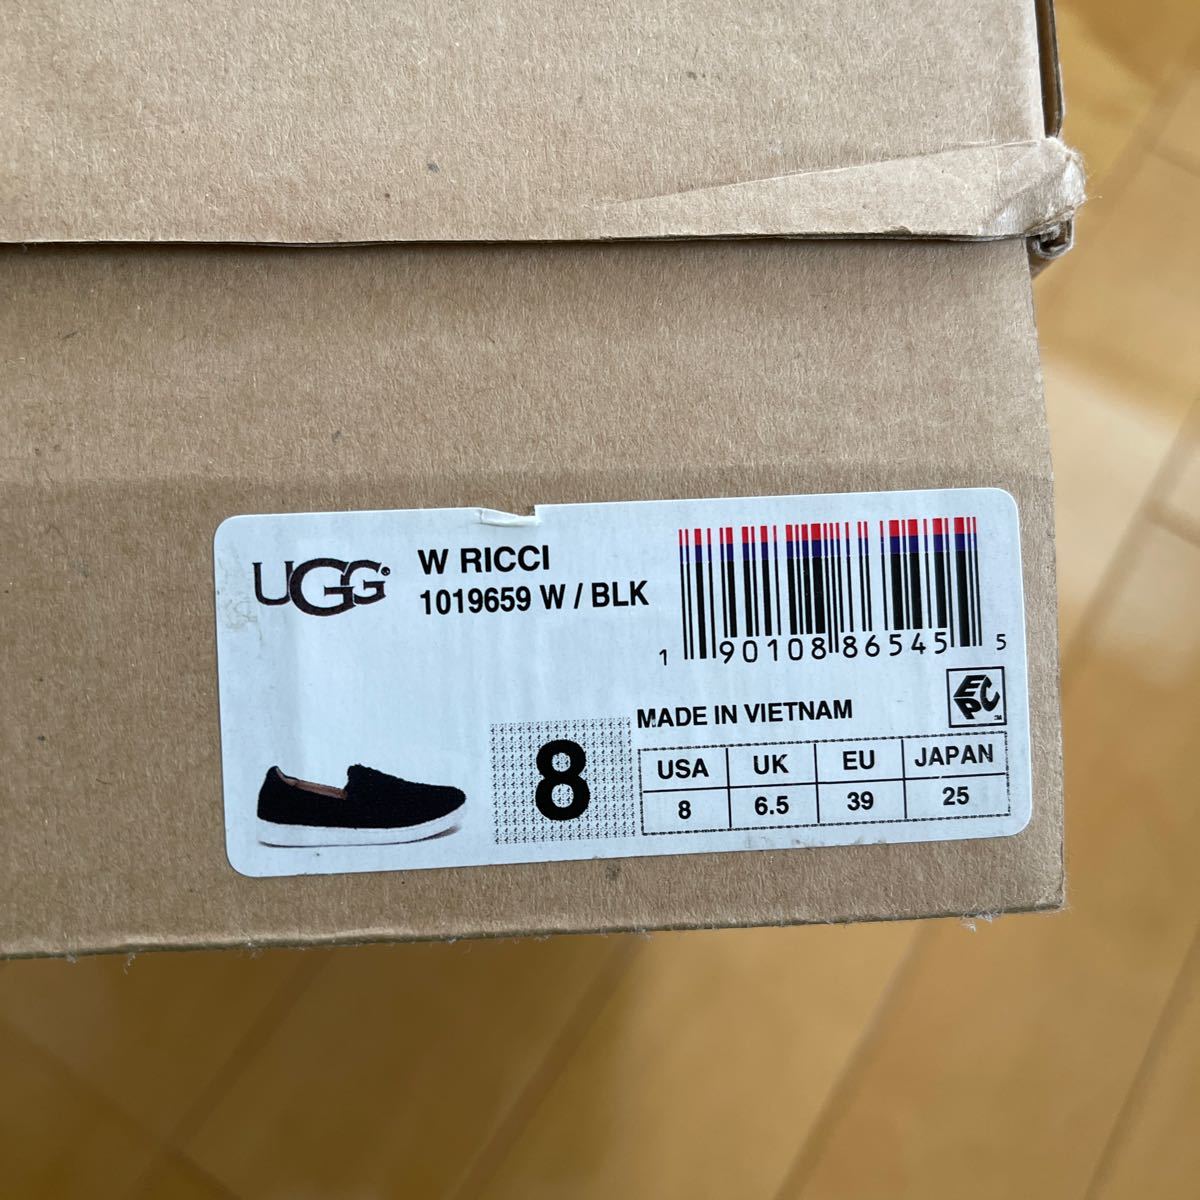 UGG®
W RICCI
1019659 W / BLK
1 90108 86545 5
MADE IN VIETNAM
EPC
8
USA UK EU JAPAN
8 6.5 39 25